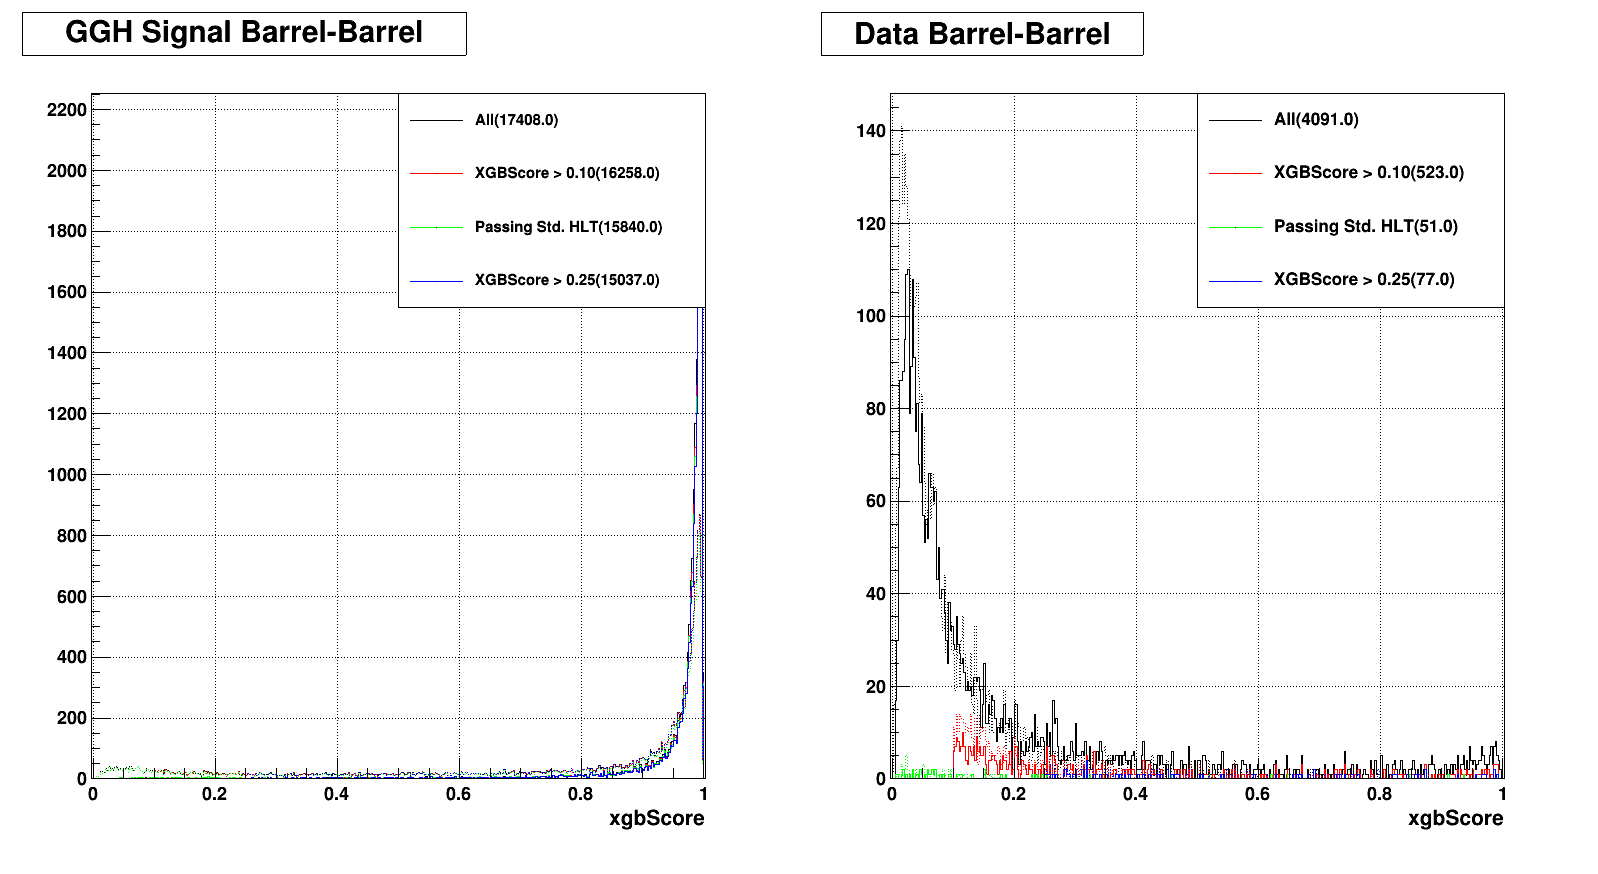 GGH Signal Barrel-Barrel
2200
2000
1800
1600
1400
1200
1000
800
600
400
200
0
0 0.2 0.4 0.6 0.8 1
xgbScore
All(17408.0)
XGBScore > 0.10(16258.0)
Passing Std. HLT(15840.0)
XGBScore > 0.25(15037.0)
Data Barrel-Barrel
140
120
100
80
60
40
20
0
0 0.2 0.4 0.6 0.8 1
xgbScore
All(4091.0)
XGBScore > 0.10(523.0)
Passing Std. HLT(51.0)
XGBScore > 0.25(77.0)